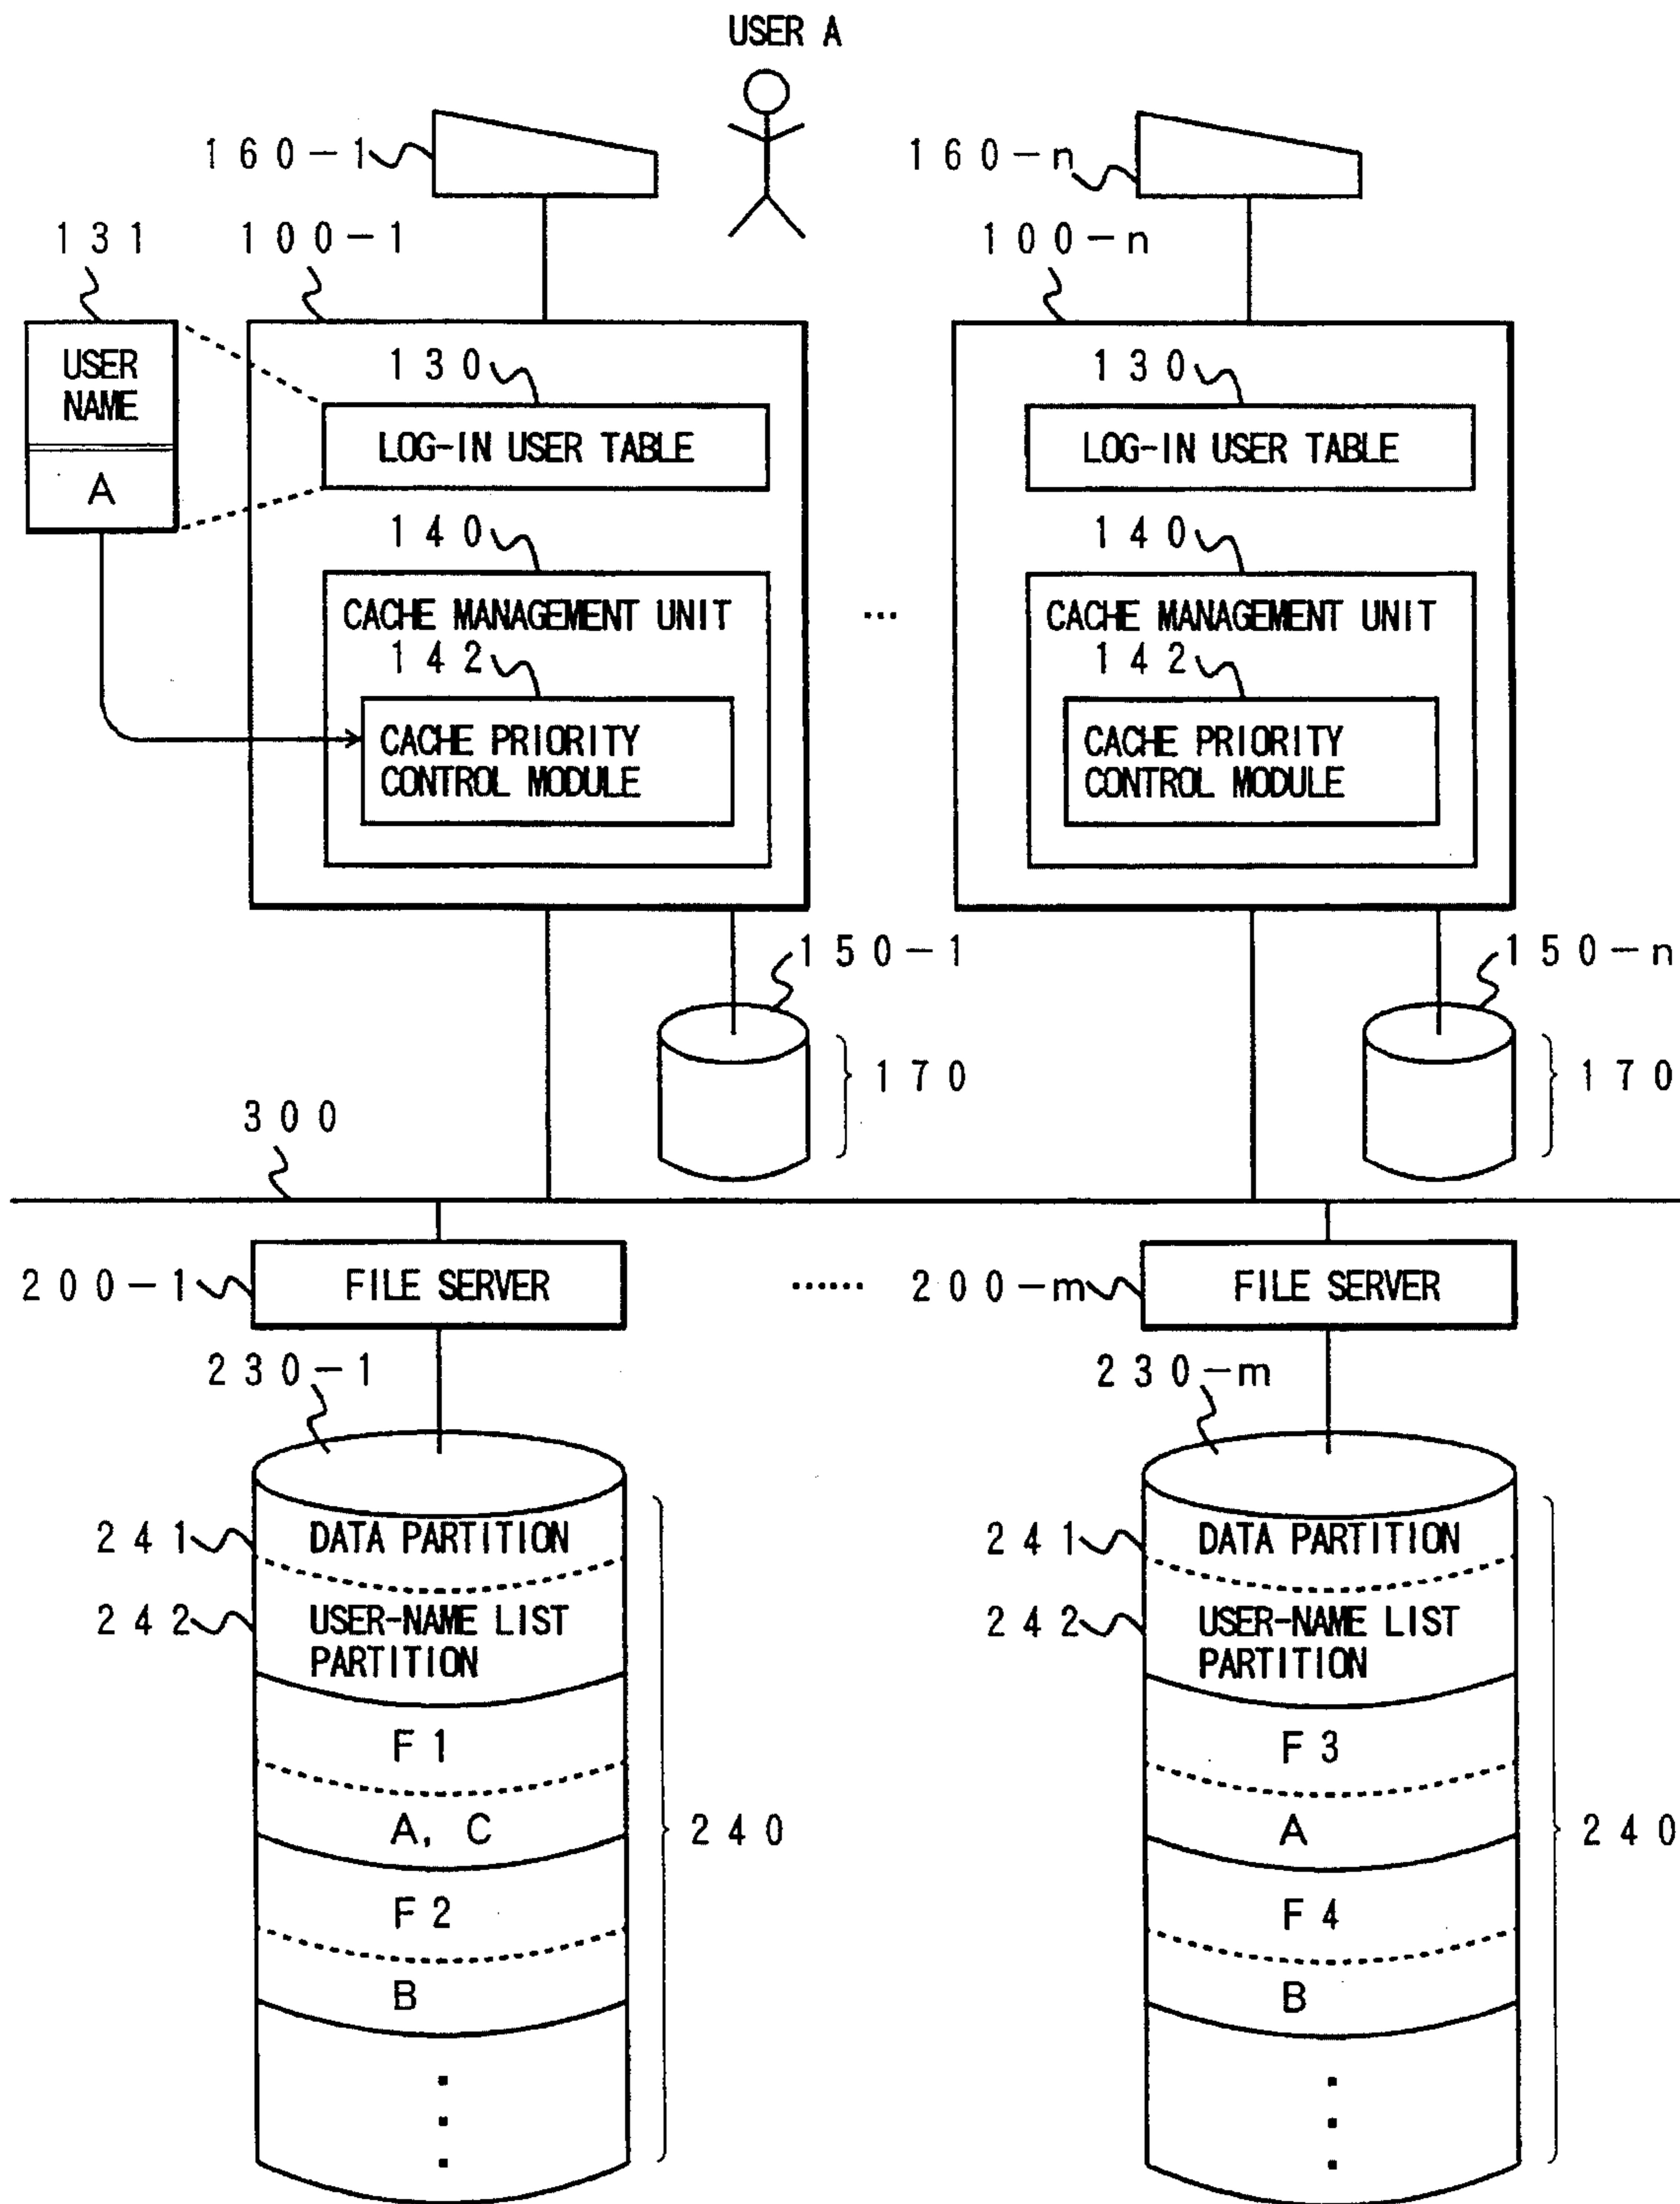 USER A
160-1
160-n
131
100-1
100-n
USER
NAME
A
130
LOG-IN USER TABLE
130
LOG-IN USER TABLE
140
CACHE MANAGEMENT UNIT
142
CACHE PRIORITY
CONTROL MODULE
...
140
CACHE MANAGEMENT UNIT
142
CACHE PRIORITY
CONTROL MODULE
150-1
170
150-n
170
300
200-1
FILE SERVER
......
200-m
FILE SERVER
230-1
230-m
241
DATA PARTITION
242
USER-NAME LIST
PARTITION
F1
A, C
F2
B
240
241
DATA PARTITION
242
USER-NAME LIST
PARTITION
F3
A
F4
B
240